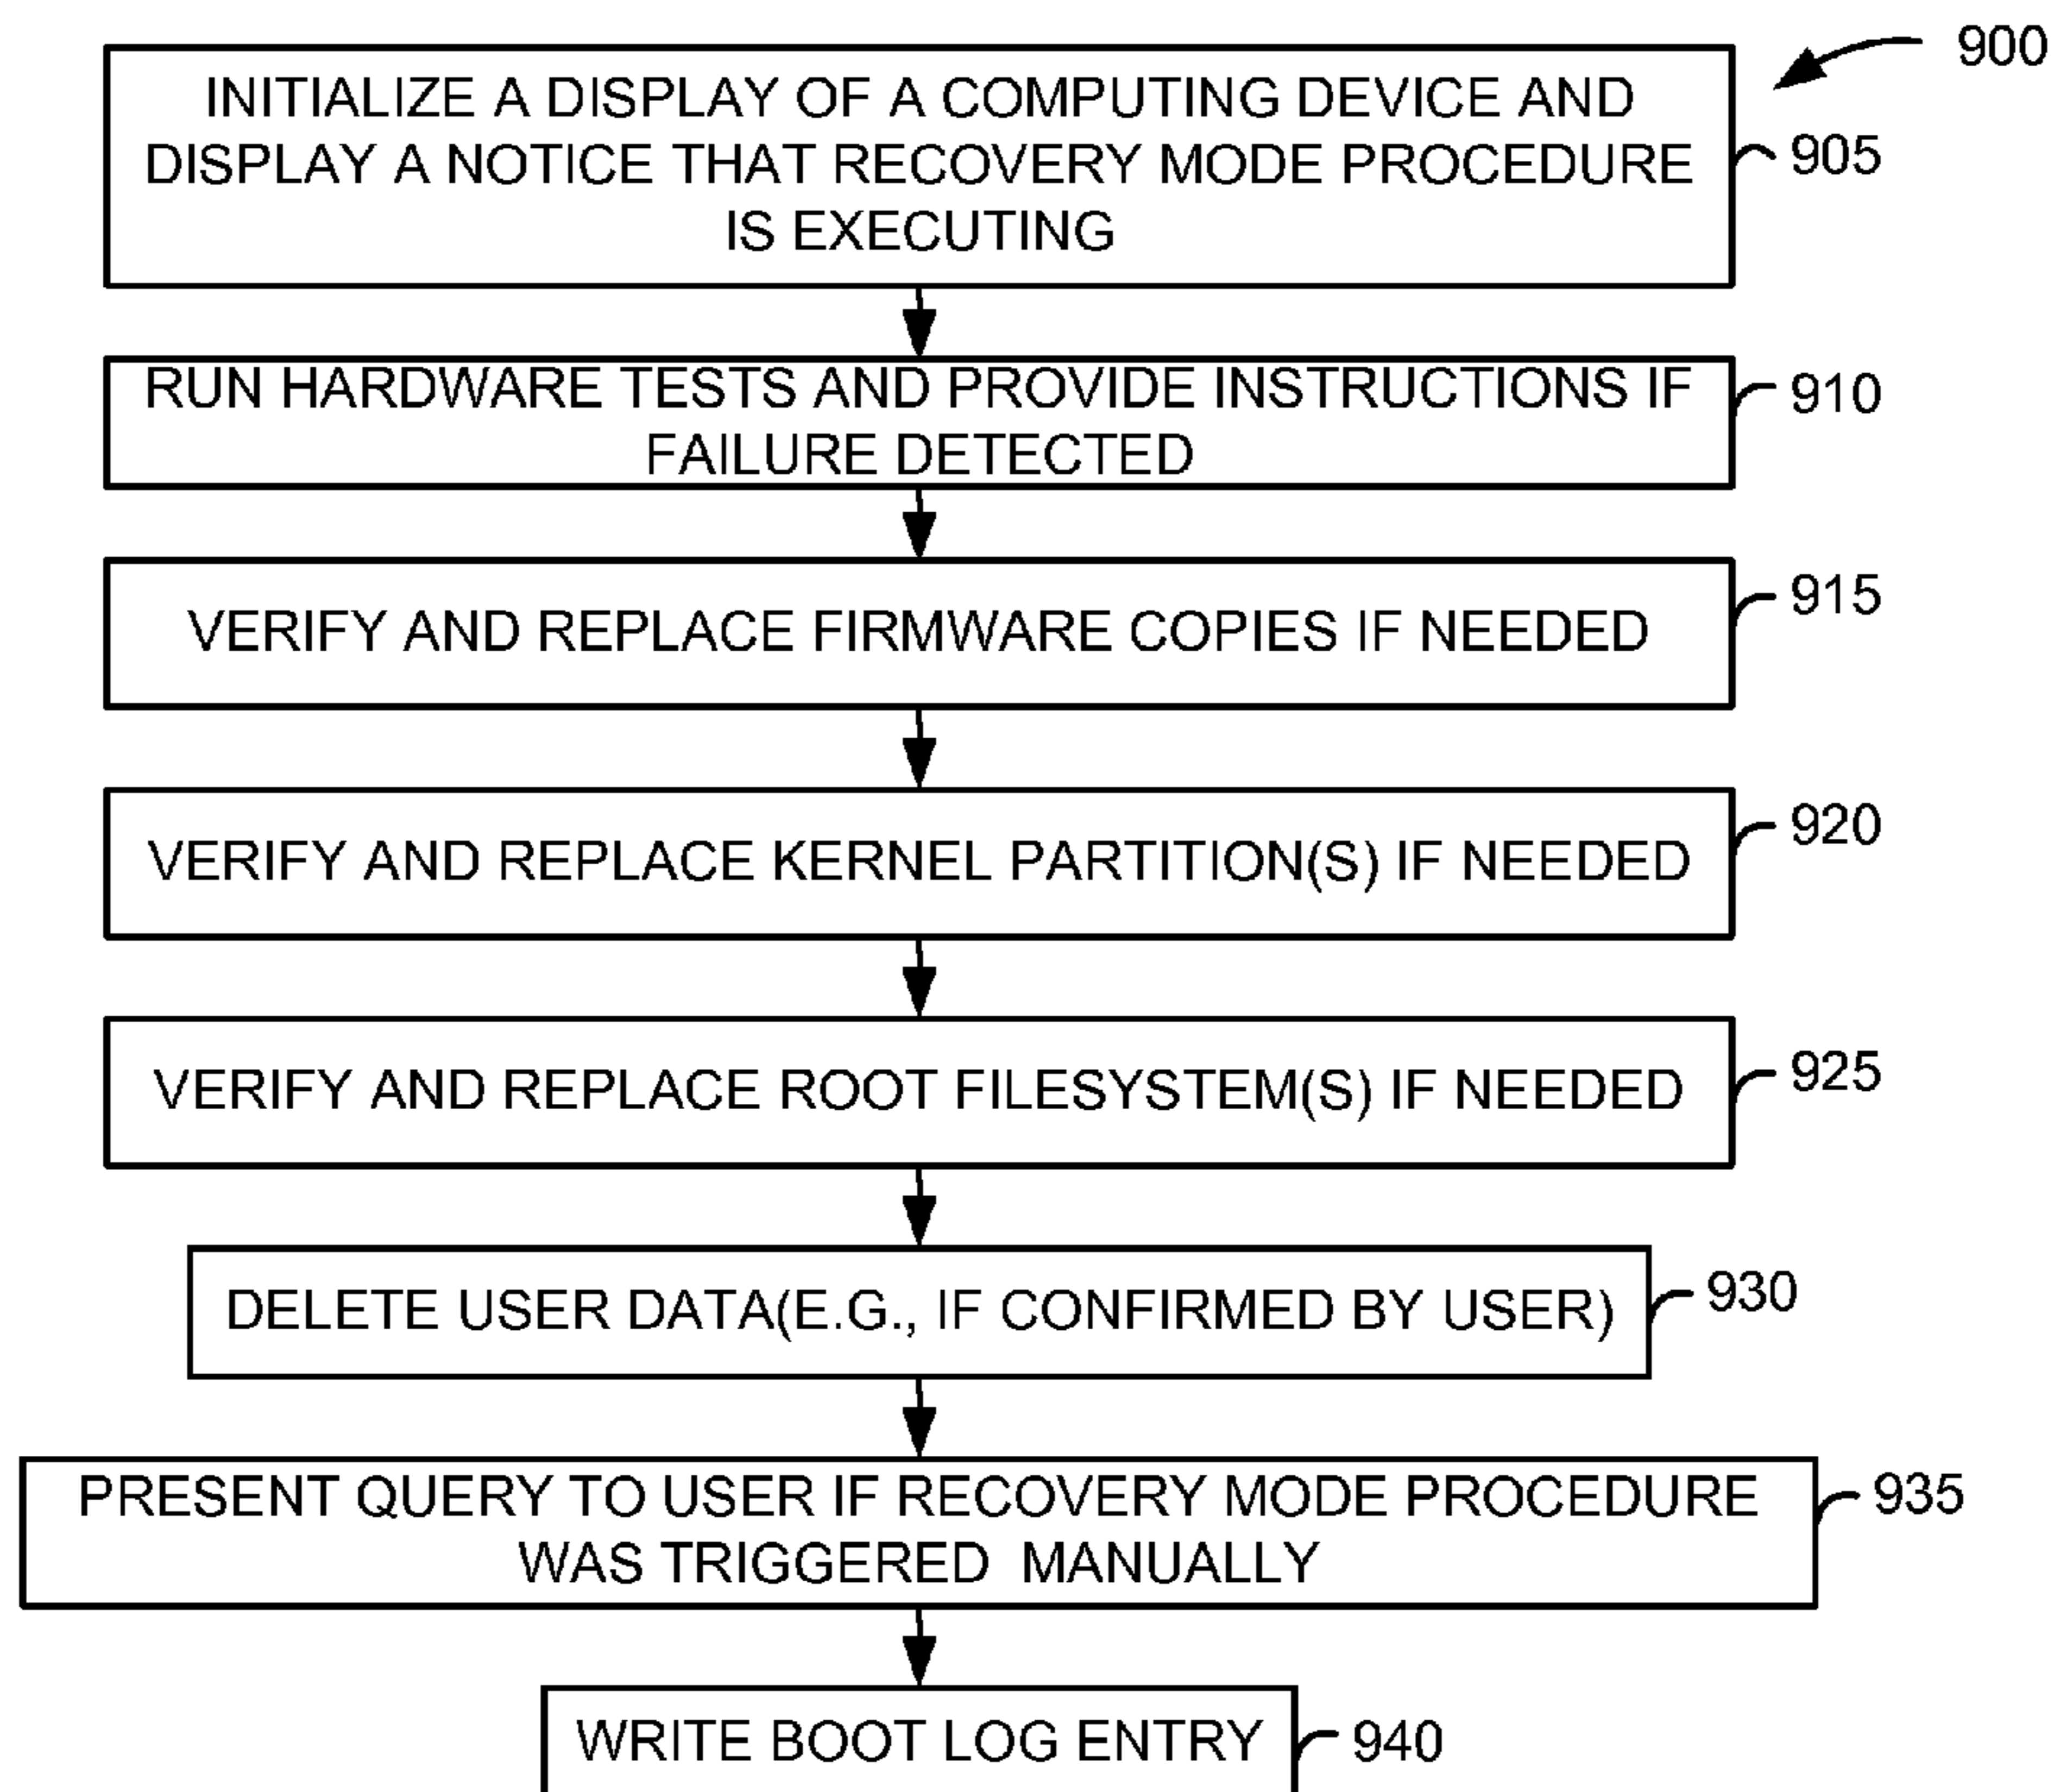 900
INITIALIZE A DISPLAY OF A COMPUTING DEVICE AND
DISPLAY A NOTICE THAT RECOVERY MODE PROCEDURE
IS EXECUTING
905
RUN HARDWARE TESTS AND PROVIDE INSTRUCTIONS IF
FAILURE DETECTED
910
VERIFY AND REPLACE FIRMWARE COPIES IF NEEDED
915
VERIFY AND REPLACE KERNEL PARTITION(S) IF NEEDED
920
VERIFY AND REPLACE ROOT FILESYSTEM(S) IF NEEDED
925
DELETE USER DATA(E.G., IF CONFIRMED BY USER)
930
PRESENT QUERY TO USER IF RECOVERY MODE PROCEDURE
WAS TRIGGERED  MANUALLY
935
WRITE BOOT LOG ENTRY
940